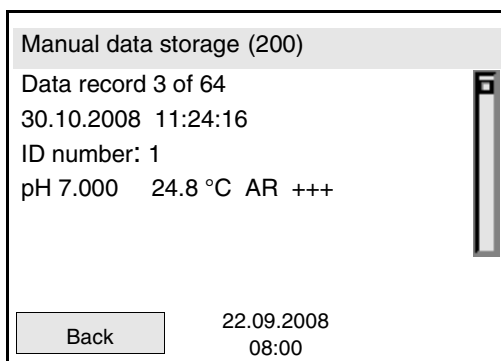 Manual data storage (200)
Data record 3 of 64
30.10.2008 11:24:16
ID number: 1
pH 7.000 24.8 °C AR +++
Back
22.09.2008
08:00